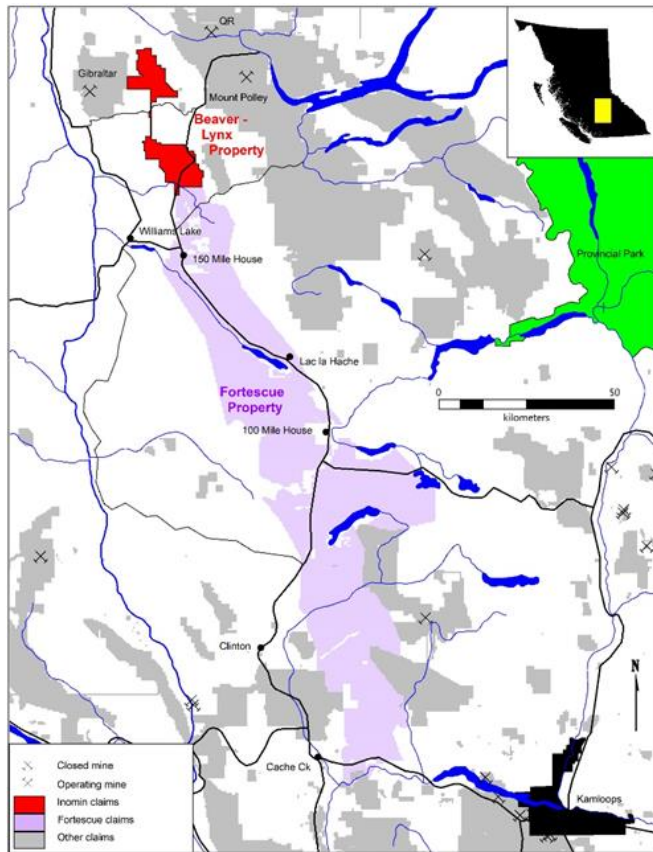 QR
Gibraltar
Mount Polley
Beaver -
Lynx
Property
Williams Lake
150 Mile House
Provincial Park
Lac la Hache
Fortescue
Property
0
50
kilometers
100 Mile House
Clinton
N
Cache Ck
Kamloops
Closed mine
Operating mine
Inomin claims
Fortescue claims
Other claims